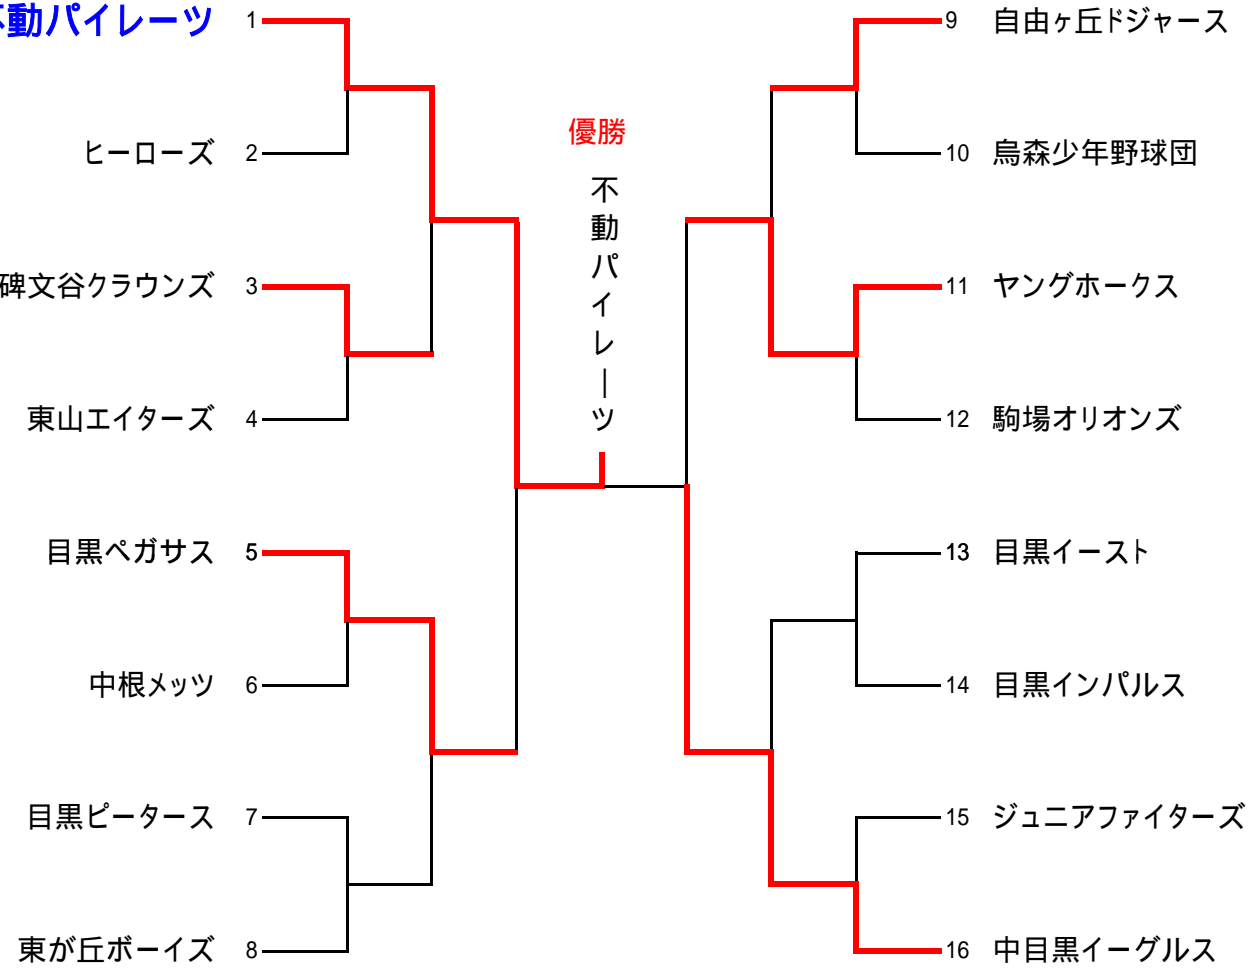 不動パイレーツ 1
ヒーローズ 2
碑文谷クラウンズ 3
東山エイターズ 4
目黒ペガサス 5
中根メッツ 6
目黒ピータース 7
東が丘ボーイズ 8
優勝
不動パイレーツ
9 自由ヶ丘ドジャース
10 烏森少年野球団
11 ヤングホークス
12 駒場オリオンズ
13 目黒イースト
14 目黒インパルス
15 ジュニアファイターズ
16 中目黒イーグルス